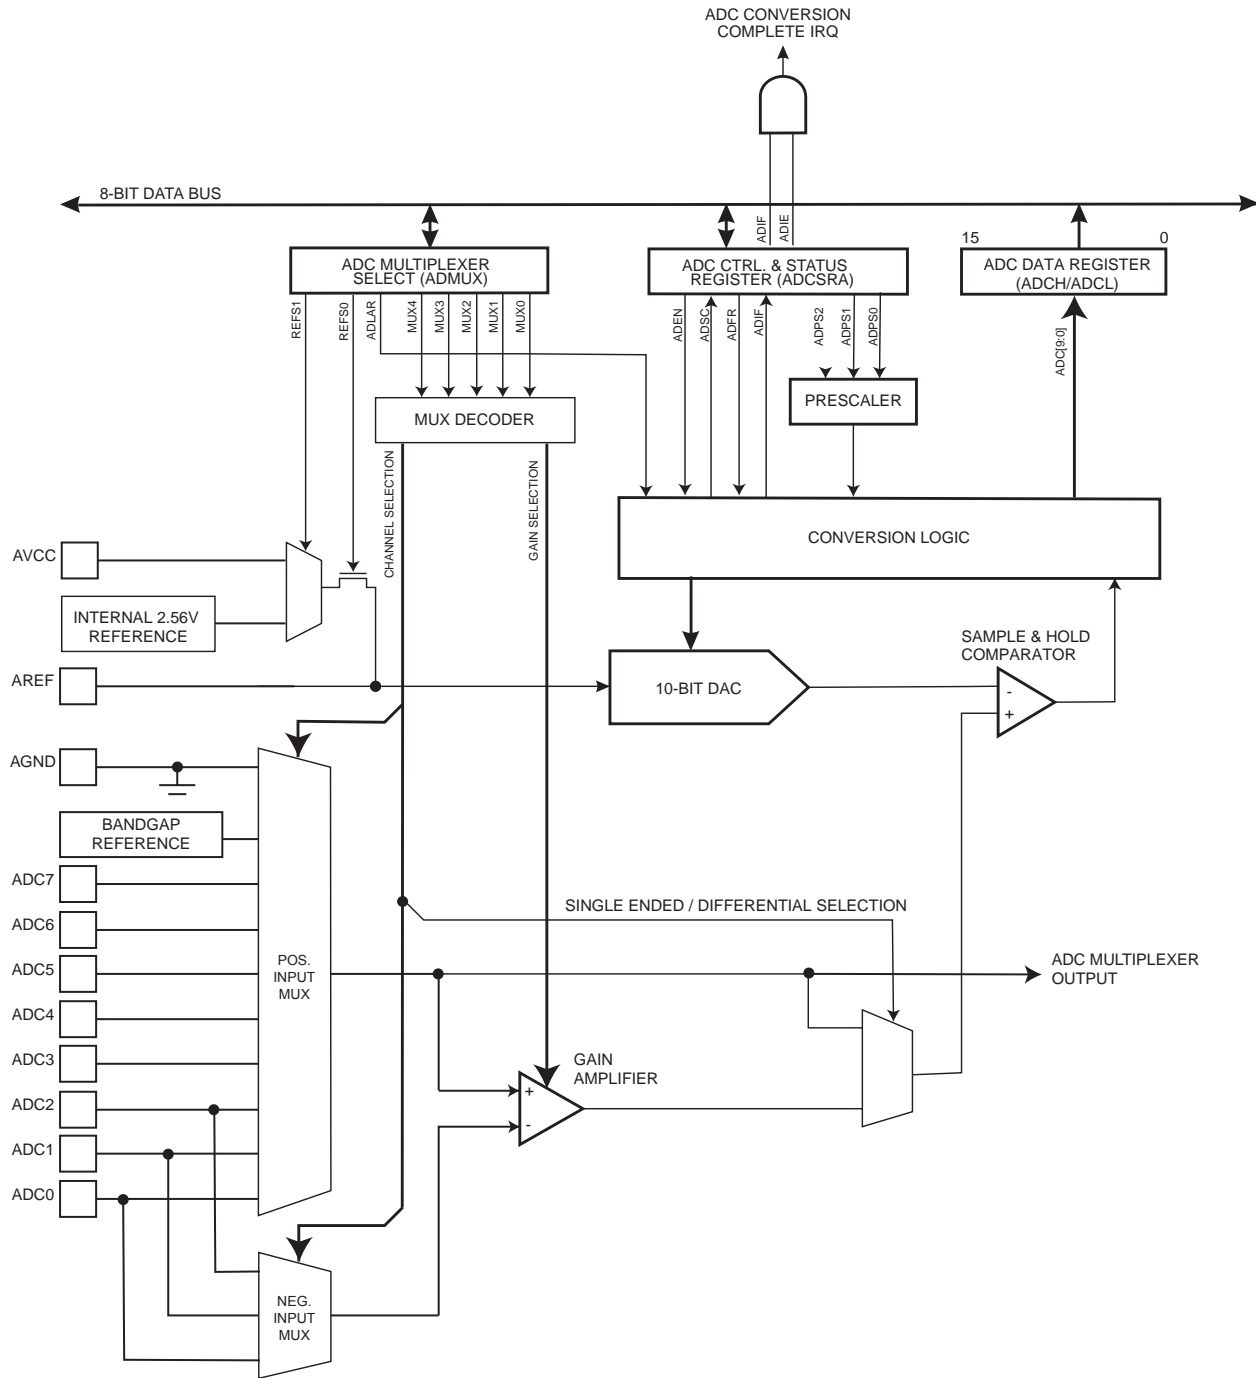 ADC CONVERSION
COMPLETE IRQ
8-BIT DATA BUS
ADIF
ADIE
15
0
ADC MULTIPLEXER
SELECT (ADMUX)
ADC CTRL. & STATUS
REGISTER (ADCSRA)
ADC DATA REGISTER
(ADCH/ADCL)
REFS1
REFS0
ADLAR
MUX4
MUX3
MUX2
MUX1
MUX0
ADEN
ADSC
ADFR
ADIF
ADPS2
ADPS1
ADPS0
ADC[9:0]
PRESCALER
MUX DECODER
CHANNEL SELECTION
GAIN SELECTION
CONVERSION LOGIC
AVCC
INTERNAL 2.56V
REFERENCE
SAMPLE & HOLD
COMPARATOR
AREF
10-BIT DAC
-
+
AGND
BANDGAP
REFERENCE
ADC7
SINGLE ENDED / DIFFERENTIAL SELECTION
ADC6
ADC5
POS.
INPUT
MUX
ADC MULTIPLEXER
OUTPUT
ADC4
ADC3
GAIN
AMPLIFIER
+
-
ADC2
ADC1
ADC0
NEG.
INPUT
MUX